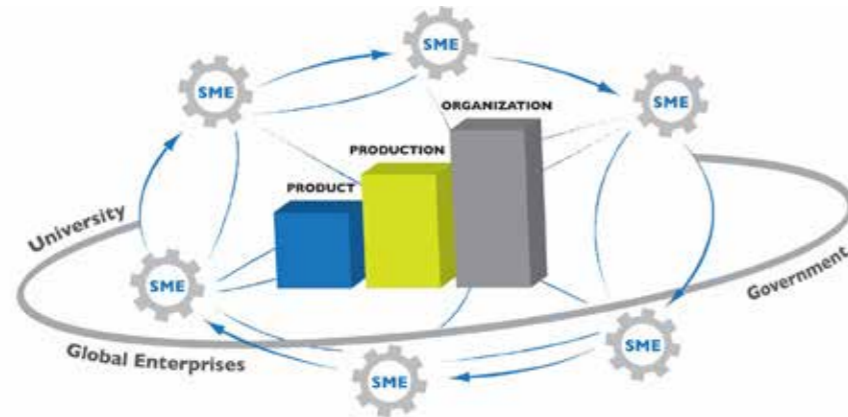 SME
SME
SME
ORGANIZATION
PRODUCTION
PRODUCT
University
SME
Government
Global Enterprises
SME
SME